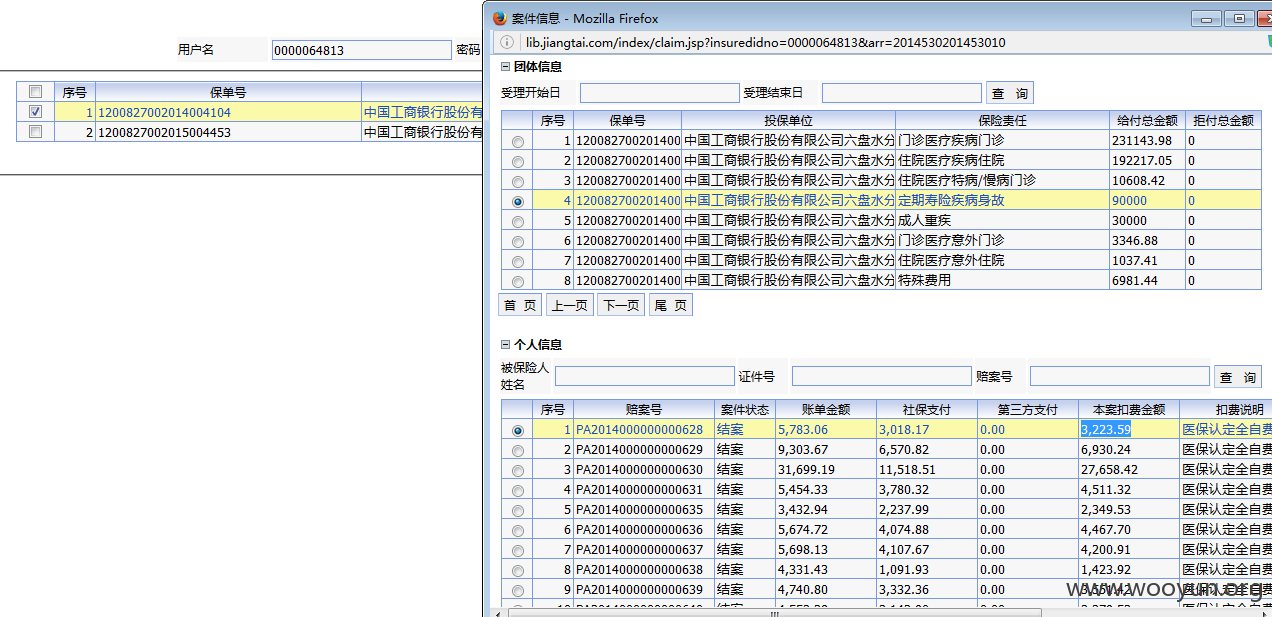 案件信息 - Mozilla Firefox
lib.jiangtai.com/index/claim.jsp?insuredidno=0000064813&arr=2014530201453010
用户名 0000064813 密码
序号 保单号
1 1200827002014004104 中国工商银行股份有
2 1200827002015004453 中国工商银行股份有
团体信息
受理开始日 受理结束日 查 询
序号 保单号 投保单位 保险责任 给付总金额 拒付总金额
1 120082700201400 中国工商银行股份有限公司六盘水分 门诊医疗疾病门诊 231143.98 0
2 120082700201400 中国工商银行股份有限公司六盘水分 住院医疗疾病住院 192217.05 0
3 120082700201400 中国工商银行股份有限公司六盘水分 住院医疗特病/慢病门诊 10608.42 0
4 120082700201400 中国工商银行股份有限公司六盘水分 定期寿险疾病身故 90000 0
5 120082700201400 中国工商银行股份有限公司六盘水分 成人重疾 30000 0
6 120082700201400 中国工商银行股份有限公司六盘水分 门诊医疗意外门诊 3346.88 0
7 120082700201400 中国工商银行股份有限公司六盘水分 住院医疗意外住院 1037.41 0
8 120082700201400 中国工商银行股份有限公司六盘水分 特殊费用 6981.44 0
首 页 上一页 下一页 尾 页
个人信息
被保险人姓名 证件号 赔案号 查 询
序号 赔案号 案件状态 账单金额 社保支付 第三方支付 本案扣费金额 扣费说明
1 PA2014000000000628 结案 5,783.06 3,018.17 0.00 3,223.59 医保认定全自费
2 PA2014000000000629 结案 9,303.67 6,570.82 0.00 6,930.24 医保认定全自费
3 PA2014000000000630 结案 31,699.19 11,518.51 0.00 27,658.42 医保认定全自费
4 PA2014000000000631 结案 5,454.33 3,780.32 0.00 4,511.32 医保认定全自费
5 PA2014000000000635 结案 3,432.94 2,237.99 0.00 2,349.53 医保认定全自费
6 PA2014000000000636 结案 5,674.72 4,074.88 0.00 4,467.70 医保认定全自费
7 PA2014000000000637 结案 5,698.13 4,107.67 0.00 4,200.91 医保认定全自费
8 PA2014000000000638 结案 4,331.43 1,091.93 0.00 1,423.92 医保认定全自费
9 PA2014000000000639 结案 4,740.80 3,332.36 0.00 医保认定全自费
www.wooyun.org